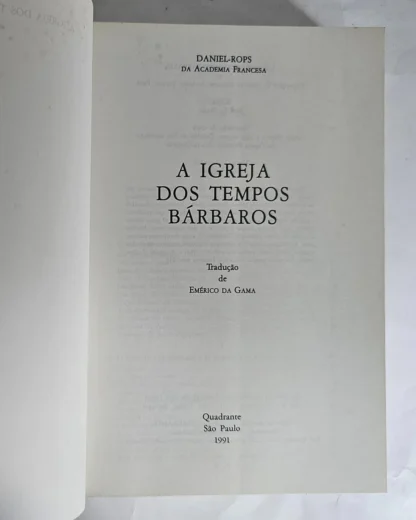 DANIEL-ROPS
DA ACADEMIA FRANCESA
A IGREJA
DOS TEMPOS
BÁRBAROS
Tradução
de
EMÉRICO DA GAMA
Quadrante
São Paulo
1991